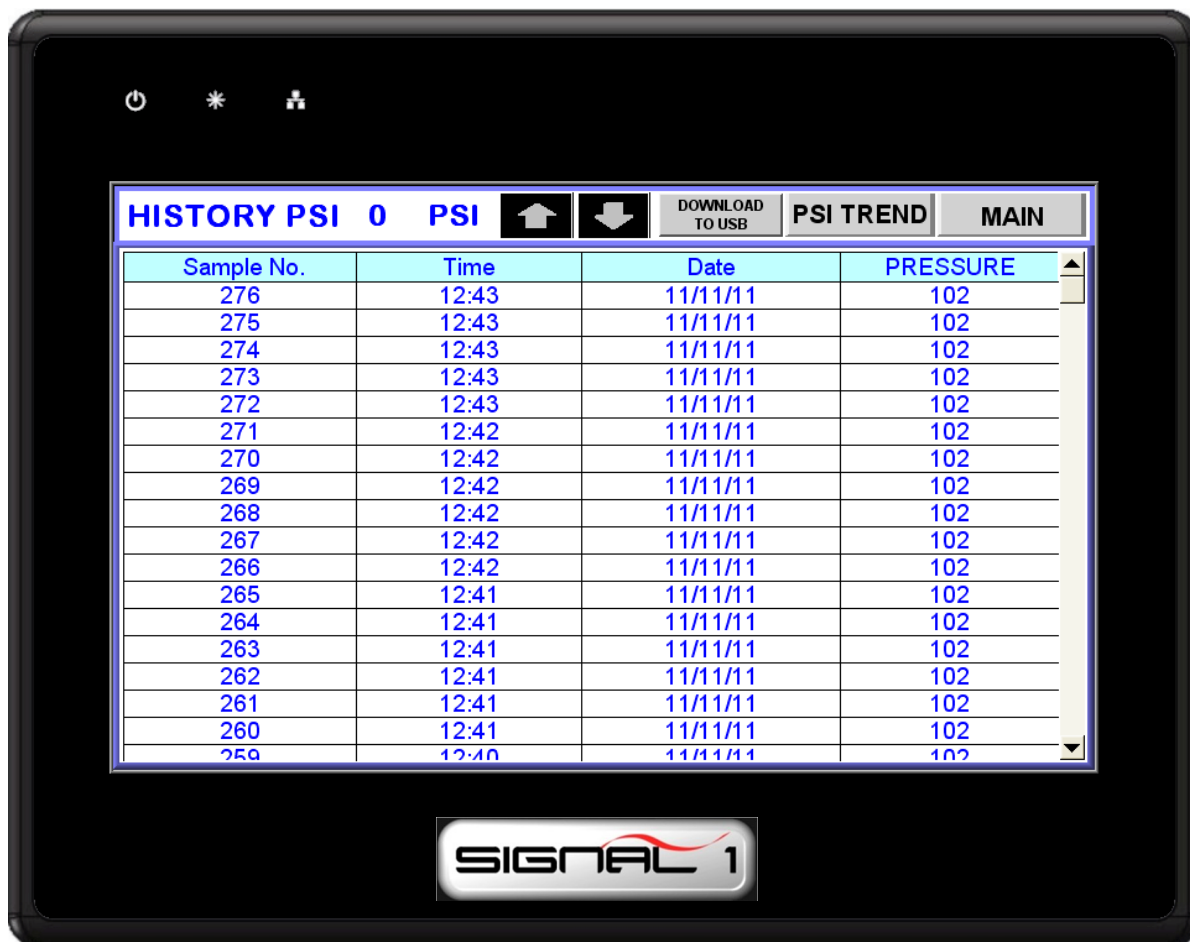 HISTORY PSI 0 PSI DOWNLOAD TO USB PSI TREND MAIN
Sample No. Time Date PRESSURE
276 12:43 11/11/11 102
275 12:43 11/11/11 102
274 12:43 11/11/11 102
273 12:43 11/11/11 102
272 12:43 11/11/11 102
271 12:42 11/11/11 102
270 12:42 11/11/11 102
269 12:42 11/11/11 102
268 12:42 11/11/11 102
267 12:42 11/11/11 102
266 12:42 11/11/11 102
265 12:41 11/11/11 102
264 12:41 11/11/11 102
263 12:41 11/11/11 102
262 12:41 11/11/11 102
261 12:41 11/11/11 102
260 12:41 11/11/11 102
259 12:40 11/11/11 102
SIGNAL 1